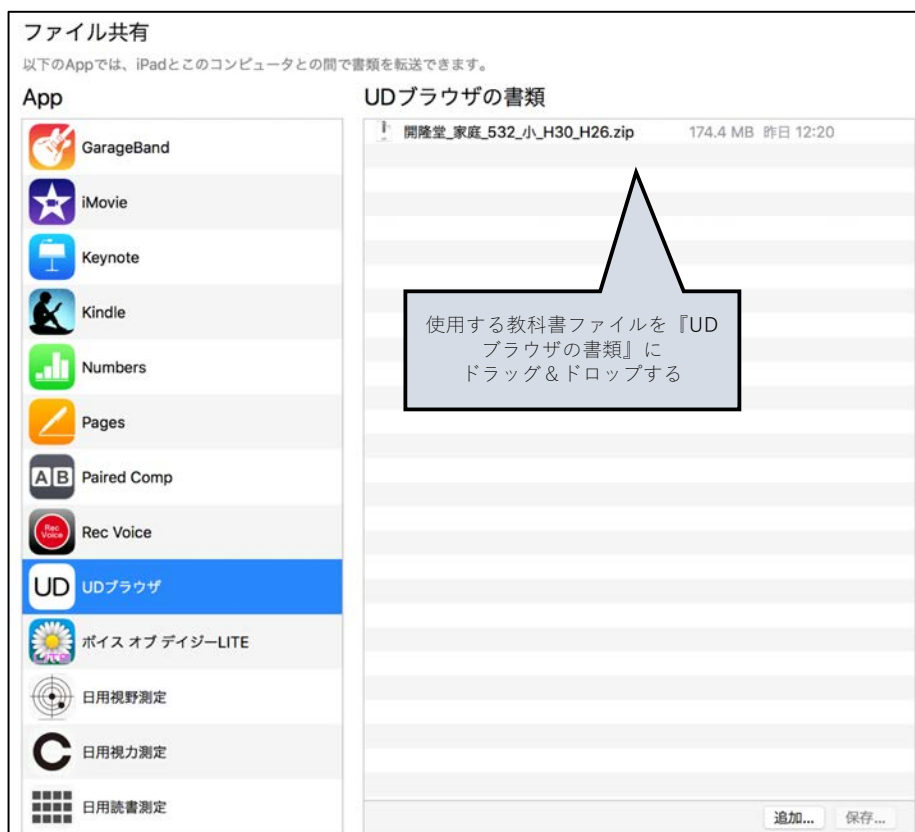 ファイル共有
以下のAppでは、iPadとこのコンピュータとの間で書類を転送できます。
App
UDブラウザの書類
GarageBand
iMovie
Keynote
Kindle
Numbers
Pages
A B Paired Comp
Rec Voice Rec Voice
UD UDブラウザ
ボイス オブ デイジーLITE
日用視野測定
日用視力測定
日用読書測定
開隆堂_家庭_532_小_H30_H26.zip 174.4 MB 昨日 12:20
使用する教科書ファイルを『UD
ブラウザの書類』に
ドラッグ＆ドロップする
追加... 保存...